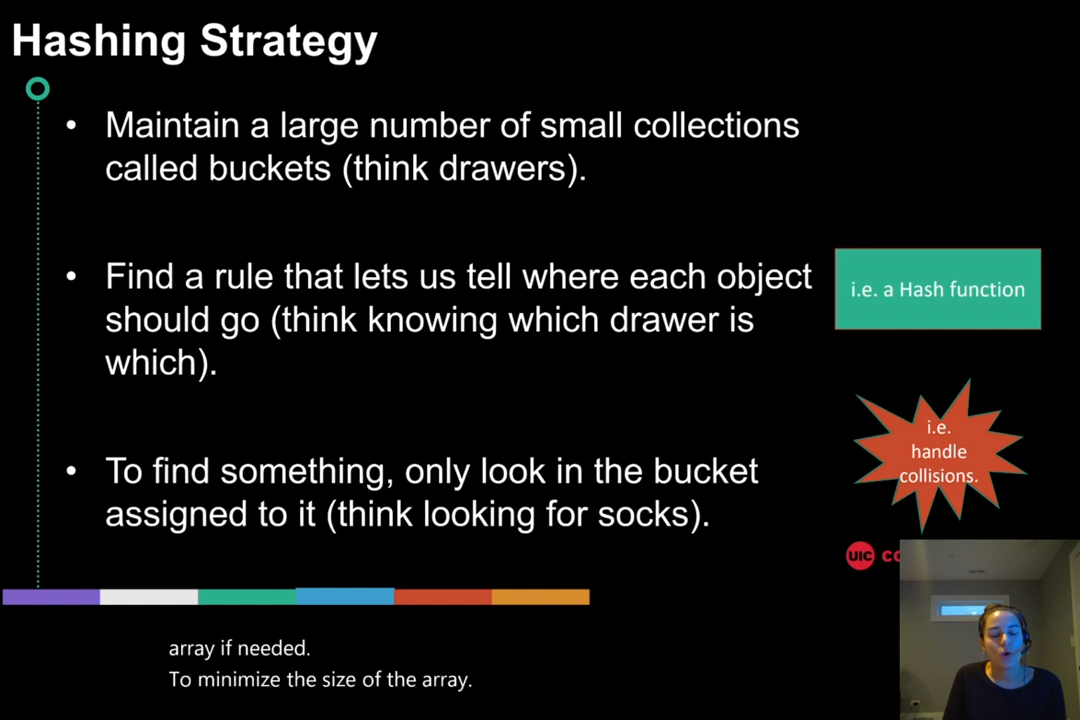 Hashing Strategy
• Maintain a large number of small collections
called buckets (think drawers).
• Find a rule that lets us tell where each object
should go (think knowing which drawer is
which).
i.e. a Hash function
• To find something, only look in the bucket
assigned to it (think looking for socks).
i.e.
handle
collisions.
UIC
array if needed.
To minimize the size of the array.